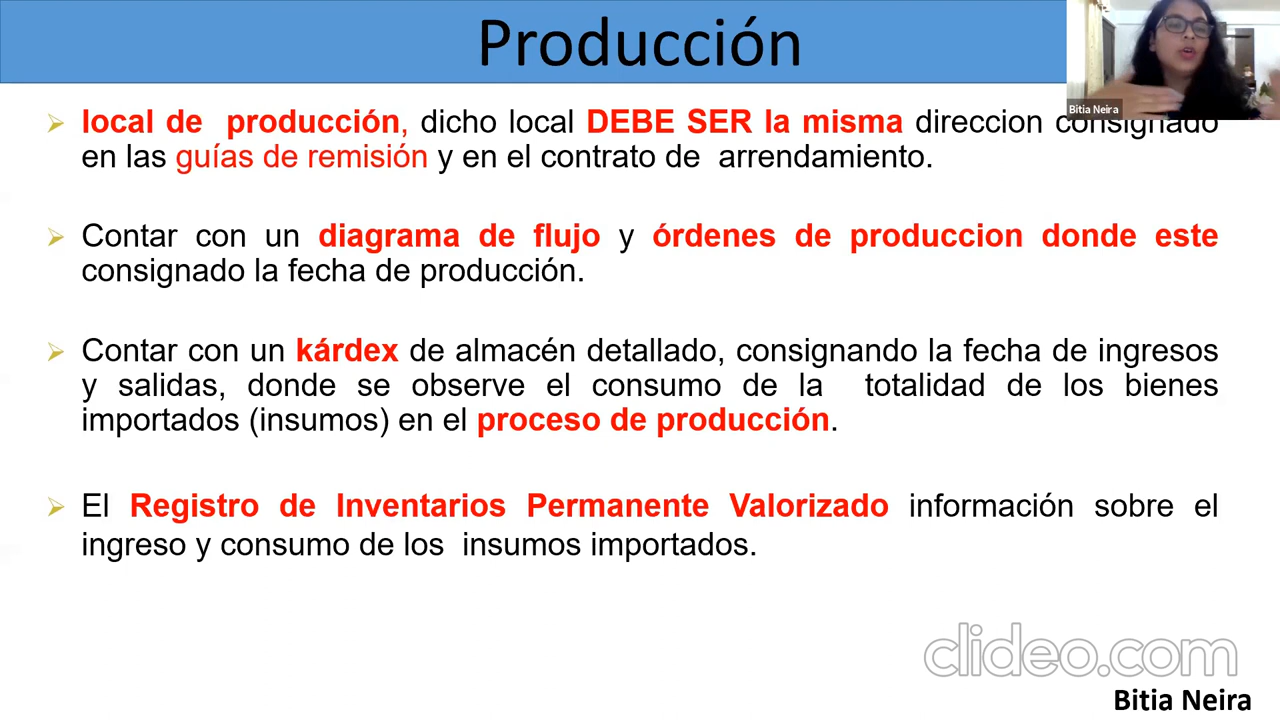 Producción
Bitia Neira
local de producción, dicho local DEBE SER la misma direccion consignado
en las guías de remisión y en el contrato de arrendamiento.
Contar con un diagrama de flujo y órdenes de produccion donde este
consignado la fecha de producción.
Contar con un kárdex de almacén detallado, consignando la fecha de ingresos
y salidas, donde se observe el consumo de la totalidad de los bienes
importados (insumos) en el proceso de producción.
El Registro de Inventarios Permanente Valorizado información sobre el
ingreso y consumo de los insumos importados.
clideo.com
Bitia Neira